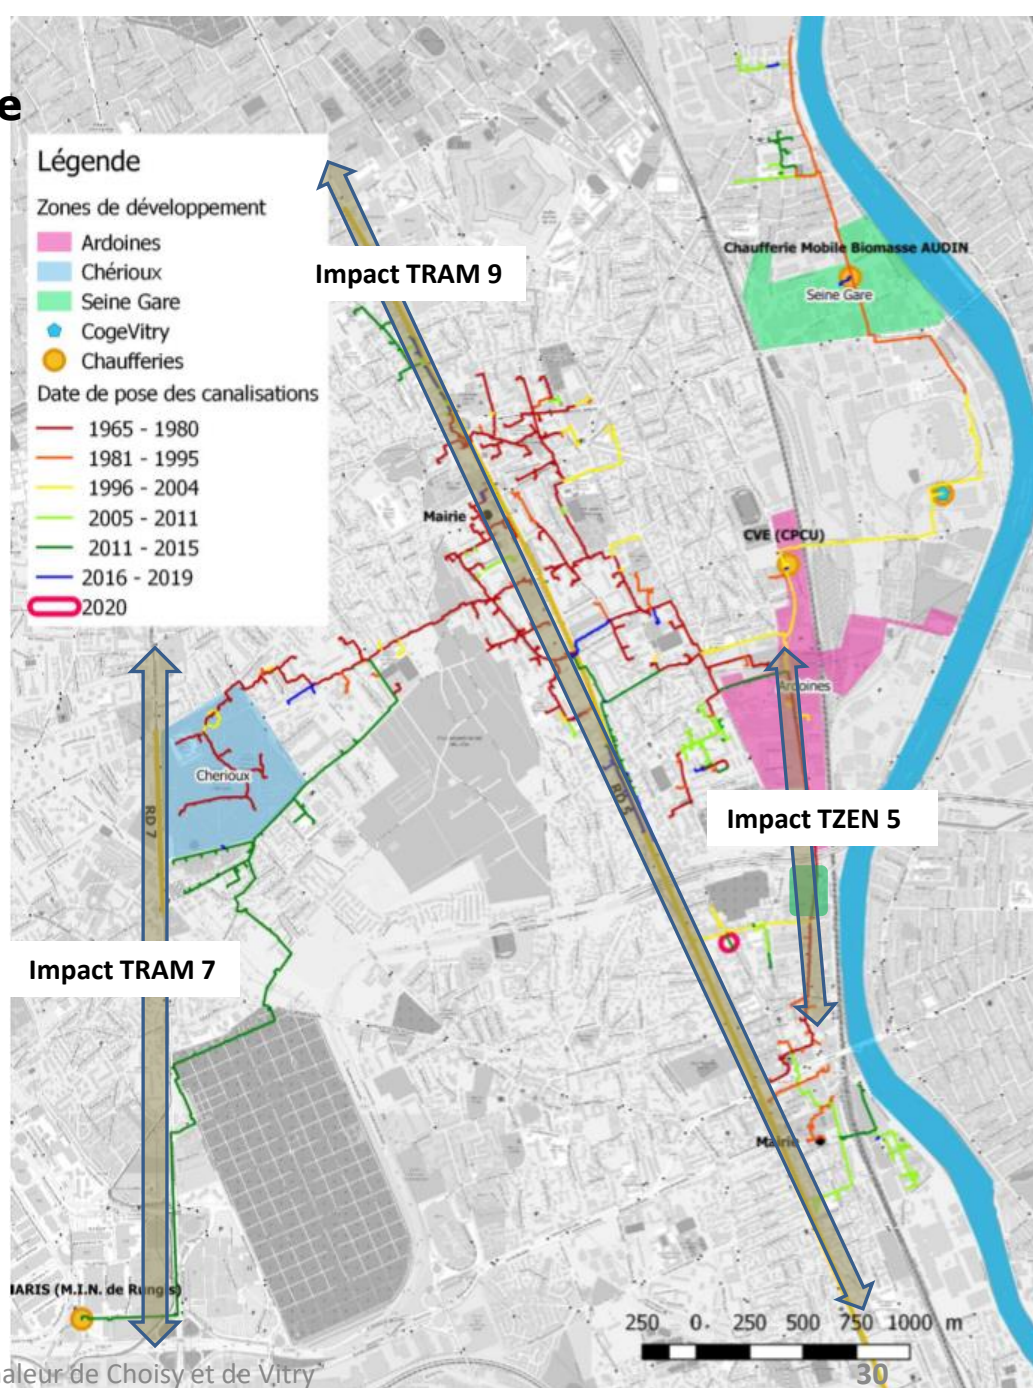 e
Légende
Zones de développement
Ardoines
Chérioux
Seine Gare
CogeVitry
Chaufferies
Date de pose des canalisations
1965 - 1980
1981 - 1995
1996 - 2004
2005 - 2011
2011 - 2015
2016 - 2019
2020
Impact TRAM 9
Chaufferie Mobile Biomasse AUDIN
Seine Gare
Mairie
CVE (CPCU)
Ardoines
Cherioux
RD 7
RD 5
Impact TZEN 5
Impact TRAM 7
Mairie
HARIS (M.I.N. de Rungis)
250 0 250 500 750 1000 m
aleur de Choisy et de Vitry
30